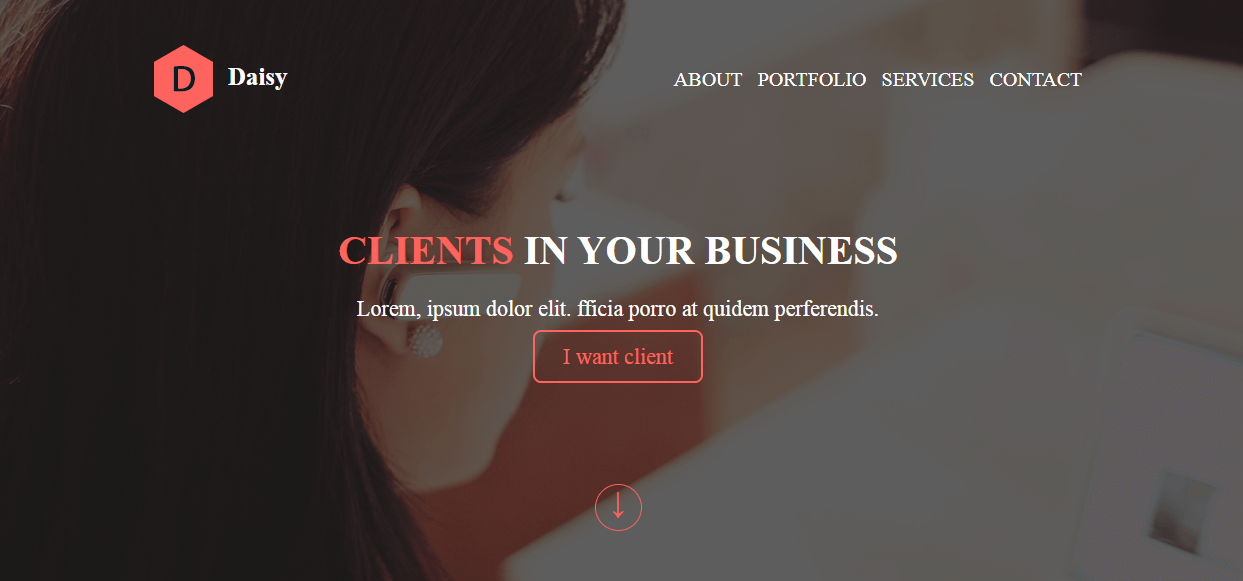 D Daisy
ABOUT PORTFOLIO SERVICES CONTACT
CLIENTS IN YOUR BUSINESS
Lorem, ipsum dolor elit. fficia porro at quidem perferendis.
I want client